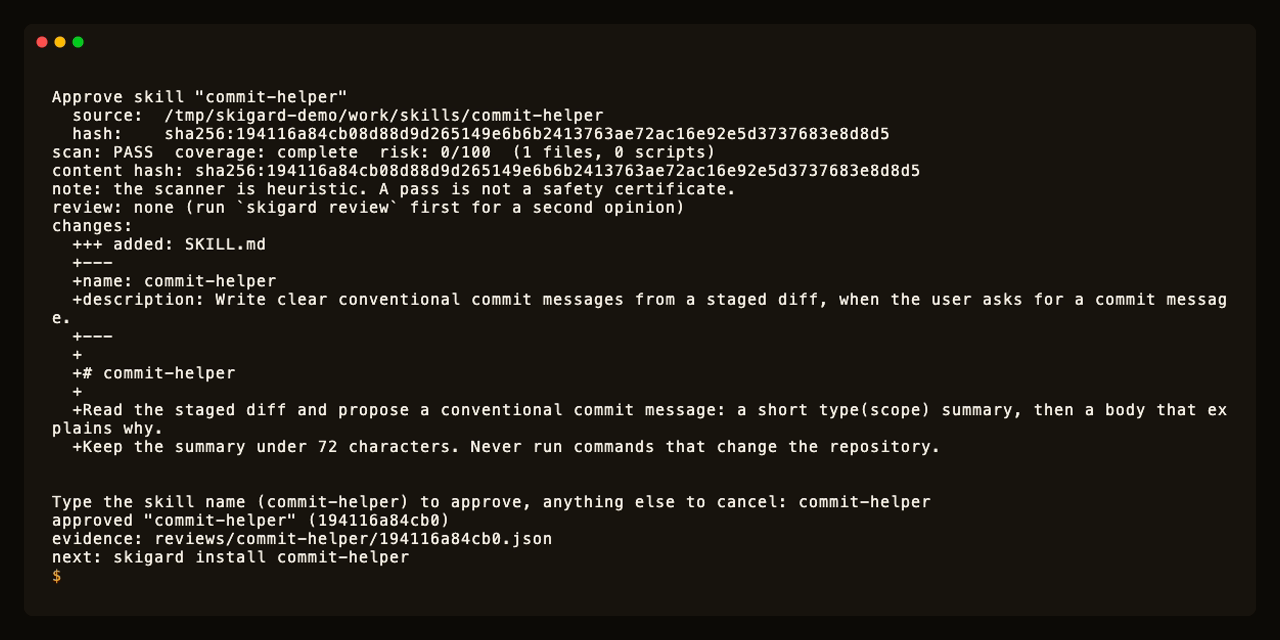 Approve skill "commit-helper"
  source:  /tmp/skigard-demo/work/skills/commit-helper
  hash:    sha256:194116a84cb08d88d9d265149e6b6b2413763ae72ac16e92e5d3737683e8d8d5
scan: PASS  coverage: complete  risk: 0/100  (1 files, 0 scripts)
content hash: sha256:194116a84cb08d88d9d265149e6b6b2413763ae72ac16e92e5d3737683e8d8d5
note: the scanner is heuristic. A pass is not a safety certificate.
review: none (run `skigard review` first for a second opinion)
changes:
  +++ added: SKILL.md
  +---
  +name: commit-helper
  +description: Write clear conventional commit messages from a staged diff, when the user asks for a commit messag
e.
  +---
  +
  +# commit-helper
  +
  +Read the staged diff and propose a conventional commit message: a short type(scope) summary, then a body that ex
plains why.
  +Keep the summary under 72 characters. Never run commands that change the repository.
Type the skill name (commit-helper) to approve, anything else to cancel: commit-helper
approved "commit-helper" (194116a84cb0)
evidence: reviews/commit-helper/194116a84cb0.json
next: skigard install commit-helper
$